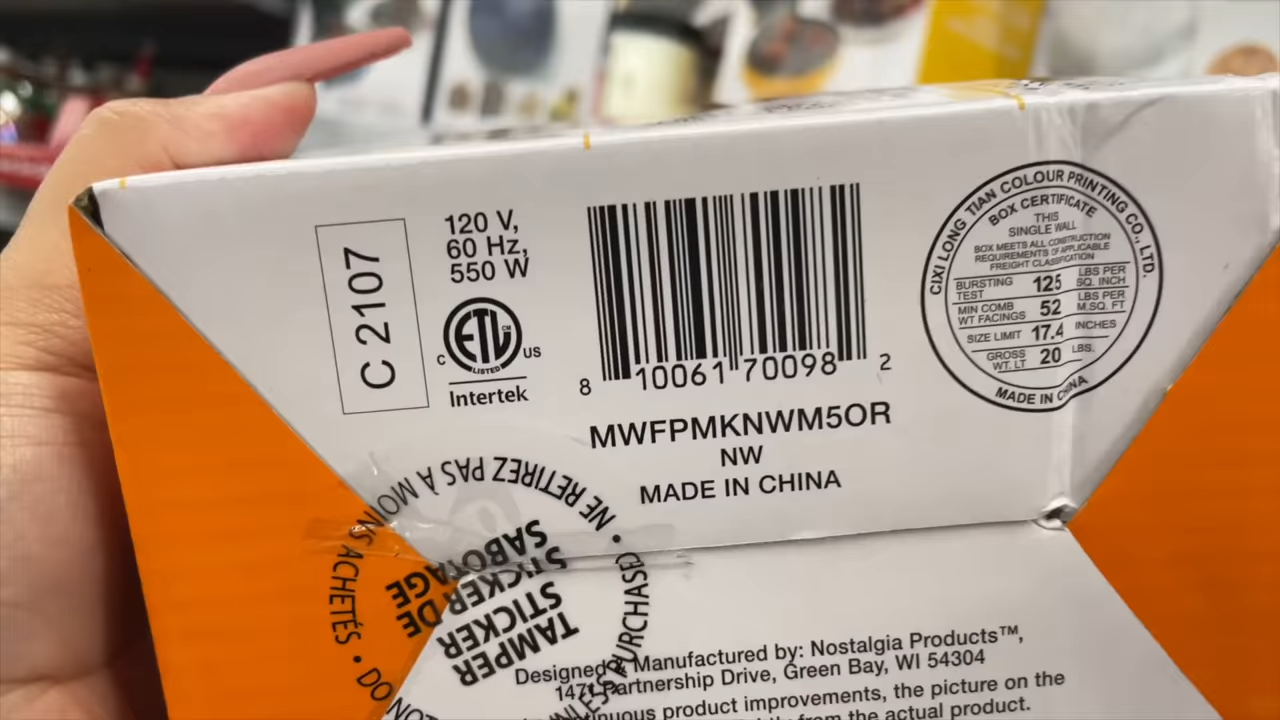 C 2107
120 V,
60 Hz,
550 W
ETL CM
LISTED
C US
Intertek
8 10061 70098 2
MWFPMKNWM5OR
NW
MADE IN CHINA
CIXI LONG TIAN COLOUR PRINTING CO., LTD.
BOX CERTIFICATE
THIS
SINGLE WALL
BOX MEETS ALL CONSTRUCTION
REQUIREMENTS OF APPLICABLE
FREIGHT CLASSIFICATION
BURSTING TEST 125 LBS PER SQ. INCH
MIN COMB WT FACINGS 52 LBS PER M.SQ. FT
SIZE LIMIT 17.4 INCHES
GROSS WT. LT 20 LBS.
MADE IN CHINA
NE RETIREZ PAS À MOINS ACHETÉS • DO
PURCHASED •
TAMPER
STICKER
STICKER DE
SABOTAGE
Designed & Manufactured by: Nostalgia Products™,
1471 Partnership Drive, Green Bay, WI 54304
product improvements, the picture on the
from the actual product.